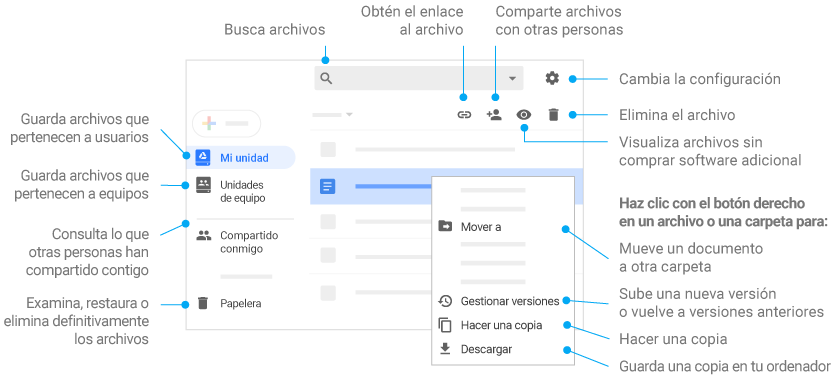 Obtén el enlace
al archivo
Comparte archivos
con otras personas
Busca archivos
Cambia la configuración
Elimina el archivo
Visualiza archivos sin
comprar software adicional
Guarda archivos que
pertenecen a usuarios
Mi unidad
Guarda archivos que
pertenecen a equipos
Unidades
de equipo
Consulta lo que
otras personas han
compartido contigo
Compartido
conmigo
Examina, restaura o
elimina definitivamente
los archivos
Papelera
Haz clic con el botón derecho
en un archivo o una carpeta para:
Mover a
Mueve un documento
a otra carpeta
Gestionar versiones
Sube una nueva versión
o vuelve a versiones anteriores
Hacer una copia
Hacer una copia
Descargar
Guarda una copia en tu ordenador